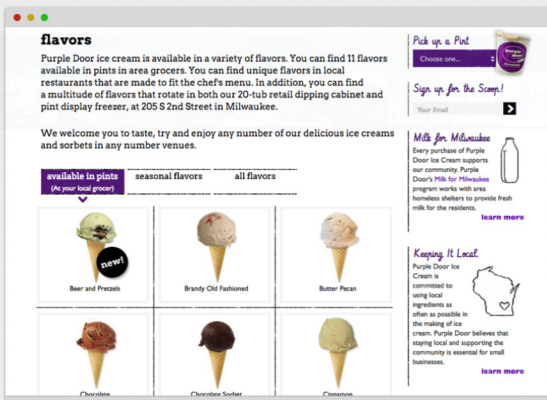 flavors
Purple Door ice cream is available in a variety of flavors. You can find 11 flavors
available in pints in area grocers. You can find unique flavors in local
restaurants that are made to fit the chef's menu. In addition, you can find
a multitude of flavors that rotate in both our 20-tub retail dipping cabinet and
pint display freezer, at 205 S 2nd Street in Milwaukee.
We welcome you to taste, try and enjoy any number of our delicious ice creams
and sorbets in any number venues.
available in pints
(At your local grocer)
seasonal flavors
all flavors
new!
Beer and Pretzels
Brandy Old Fashioned
Butter Pecan
Chocolate
Chocolate Sorbet
Cinnamon
Pick up a Pint
Choose one...
purple
door
Sign up for the Scoop!
Your Email
Milk for Milwaukee
Every purchase of Purple
Door Ice Cream supports
our community. Purple
Door's Milk for Milwaukee
program works with area
homeless shelters to provide fresh
milk for the residents.
learn more
Keeping It Local
Purple Door Ice
Cream is
committed to
using local
ingredients as
often as possible in
the making of ice
cream. Purple Door believes that
staying local and supporting the
community is essential for small
businesses.
learn more